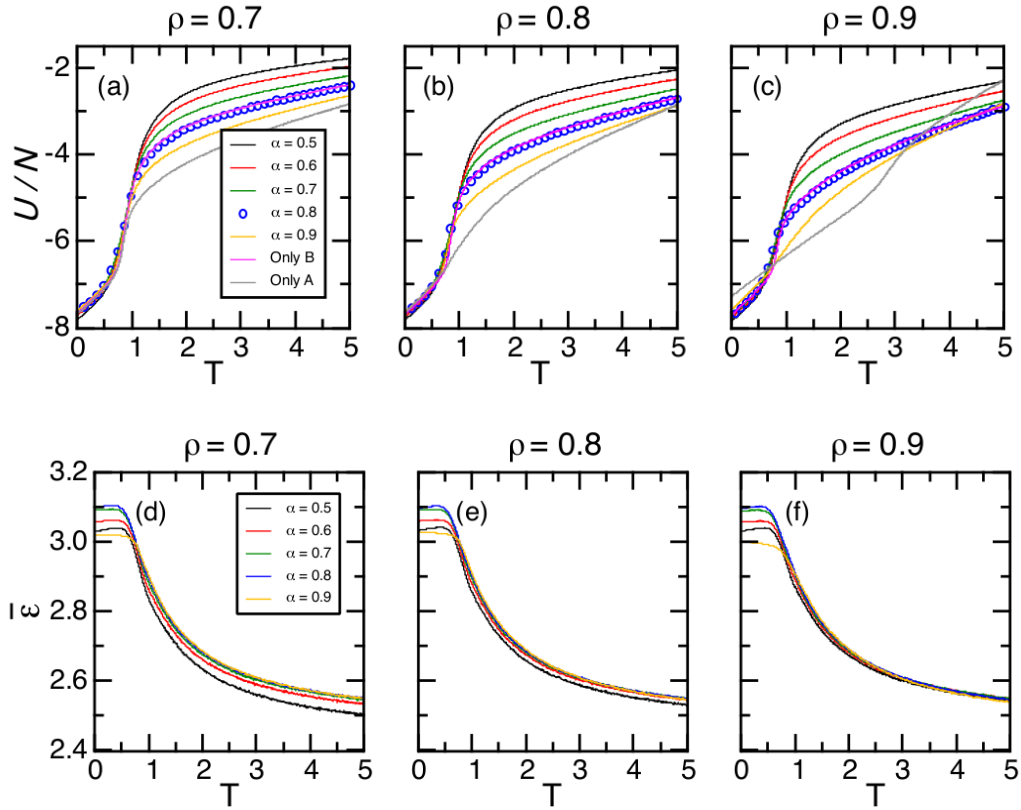 ρ = 0.7
ρ = 0.8
ρ = 0.9
U/N
-2
-4
-6
-8
(a)
(b)
(c)
α = 0.5
α = 0.6
α = 0.7
α = 0.8
α = 0.9
Only B
Only A
0 1 2 3 4 5
0 1 2 3 4 5
0 1 2 3 4 5
T
T
T
ρ = 0.7
ρ = 0.8
ρ = 0.9
ε̅
3.2
3.0
2.8
2.6
2.4
(d)
(e)
(f)
α = 0.5
α = 0.6
α = 0.7
α = 0.8
α = 0.9
0 1 2 3 4 5
0 1 2 3 4 5
0 1 2 3 4 5
T
T
T